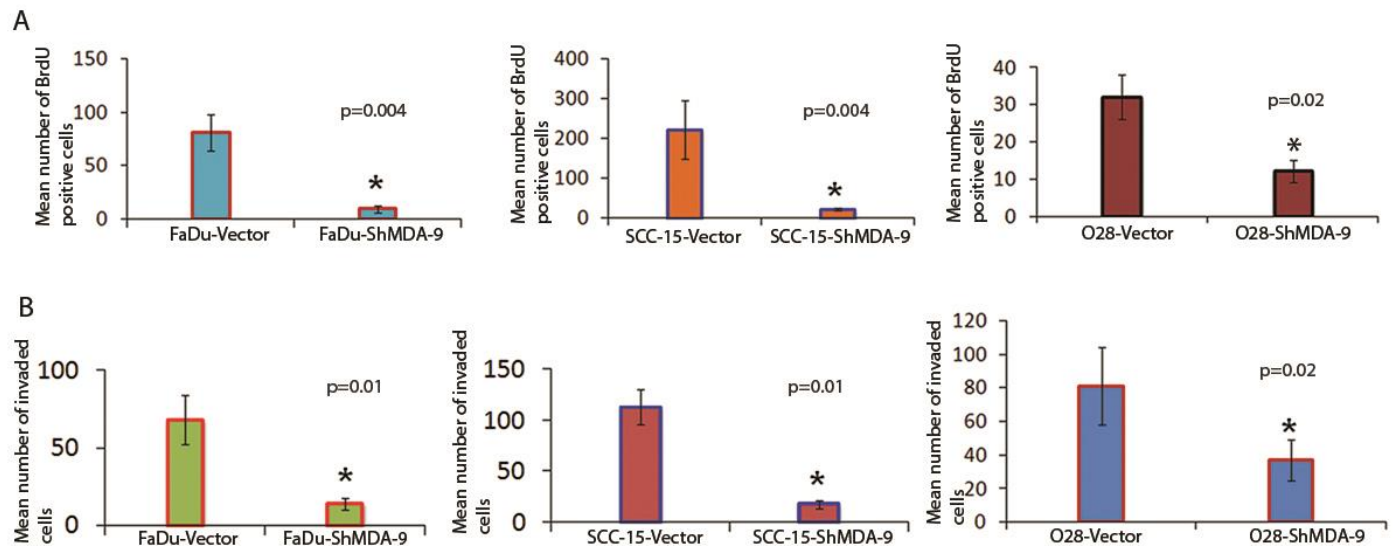 A
Mean number of BrdU
positive cells
150
100
50
0
p=0.004
*
FaDu-Vector
FaDu-ShMDA-9
Mean number of BrdU
positive cells
400
300
200
100
0
p=0.004
*
SCC-15-Vector
SCC-15-ShMDA-9
Mean number of BrdU
positive cells
40
30
20
10
0
p=0.02
*
O28-Vector
O28-ShMDA-9
B
Mean number of invaded
cells
100
50
0
p=0.01
*
FaDu-Vector
FaDu-ShMDA-9
Mean number of invaded
cells
150
100
50
0
p=0.01
*
SCC-15-Vector
SCC-15-ShMDA-9
Mean number of invaded
cells
120
100
80
60
40
20
0
p=0.02
*
O28-Vector
O28-ShMDA-9